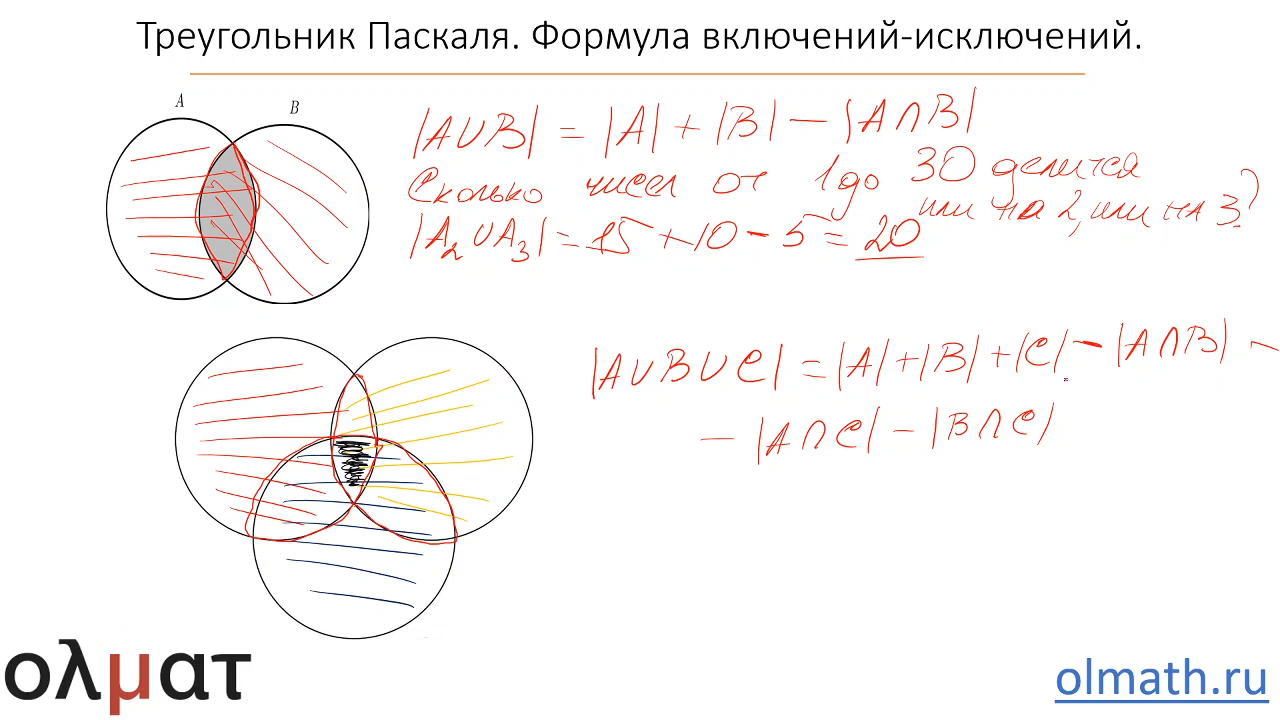 Треугольник Паскаля. Формула включений-исключений.
A
B
|A∪B| = |A| + |B| − |A∩B|
Сколько чисел от 1 до 30 делится
или на 2, или на 3?
|A₂∪A₃| = 15 + 10 − 5 = 20
|A∪B∪C| = |A| + |B| + |C| − |A∩B| −
− |A∩C| − |B∩C|
ολματ
olmath.ru